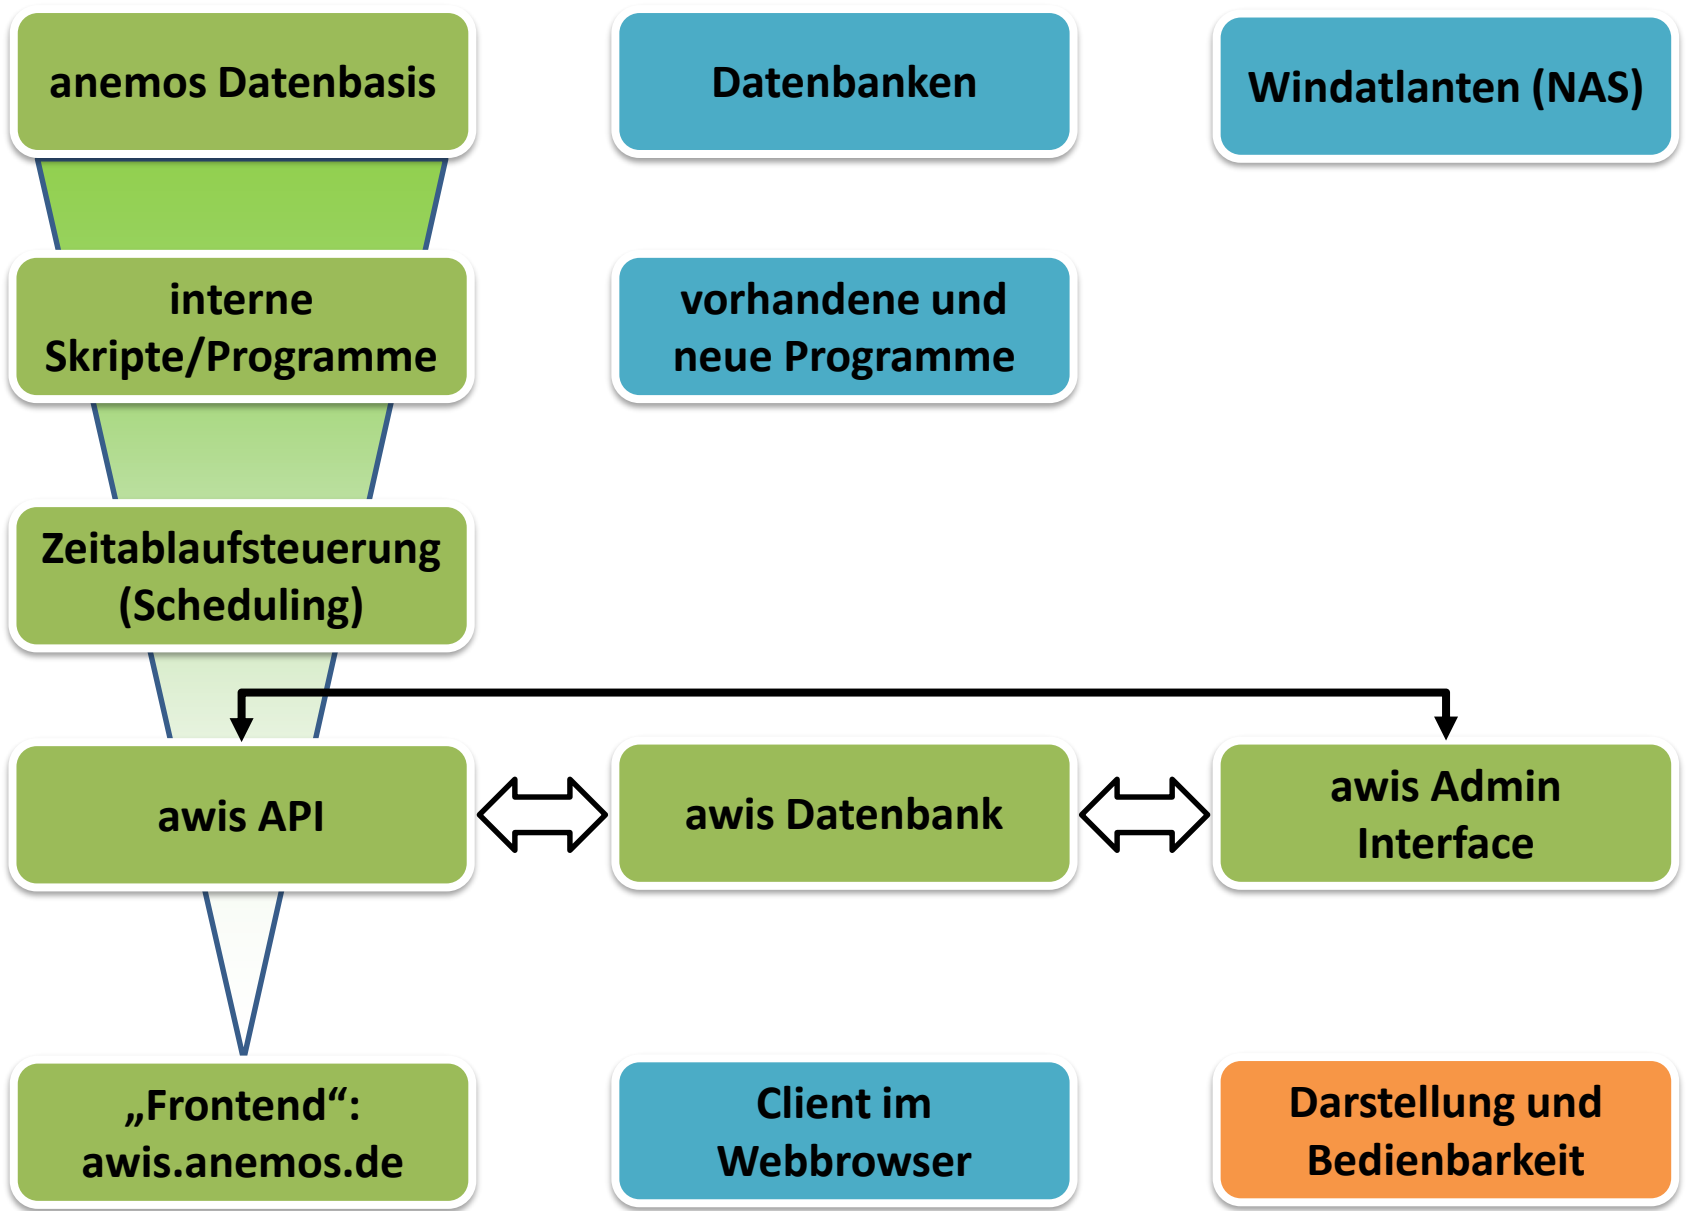 anemos Datenbasis
Datenbanken
Windatlanten (NAS)
interne
Skripte/Programme
vorhandene und
neue Programme
Zeitablaufsteuerung
(Scheduling)
awis API
awis Datenbank
awis Admin
Interface
„Frontend“:
awis.anemos.de
Client im
Webbrowser
Darstellung und
Bedienbarkeit